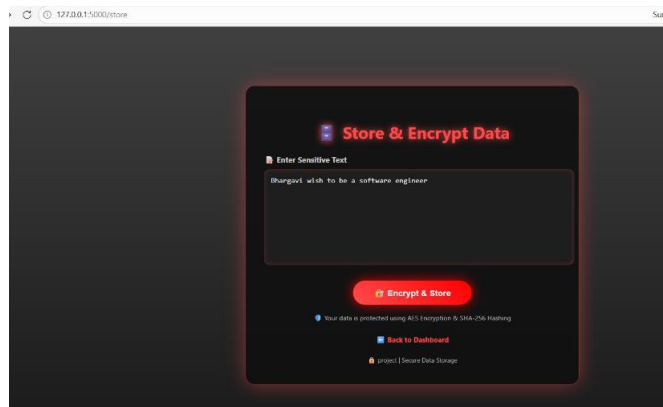 127.0.0.1:5000/store
Store & Encrypt Data
Enter Sensitive Text
Bhargavi wish to be a software engineer
Encrypt & Store
Your data is protected using AES Encryption & SHA-256 Hashing
Back to Dashboard
project | Secure Data Storage